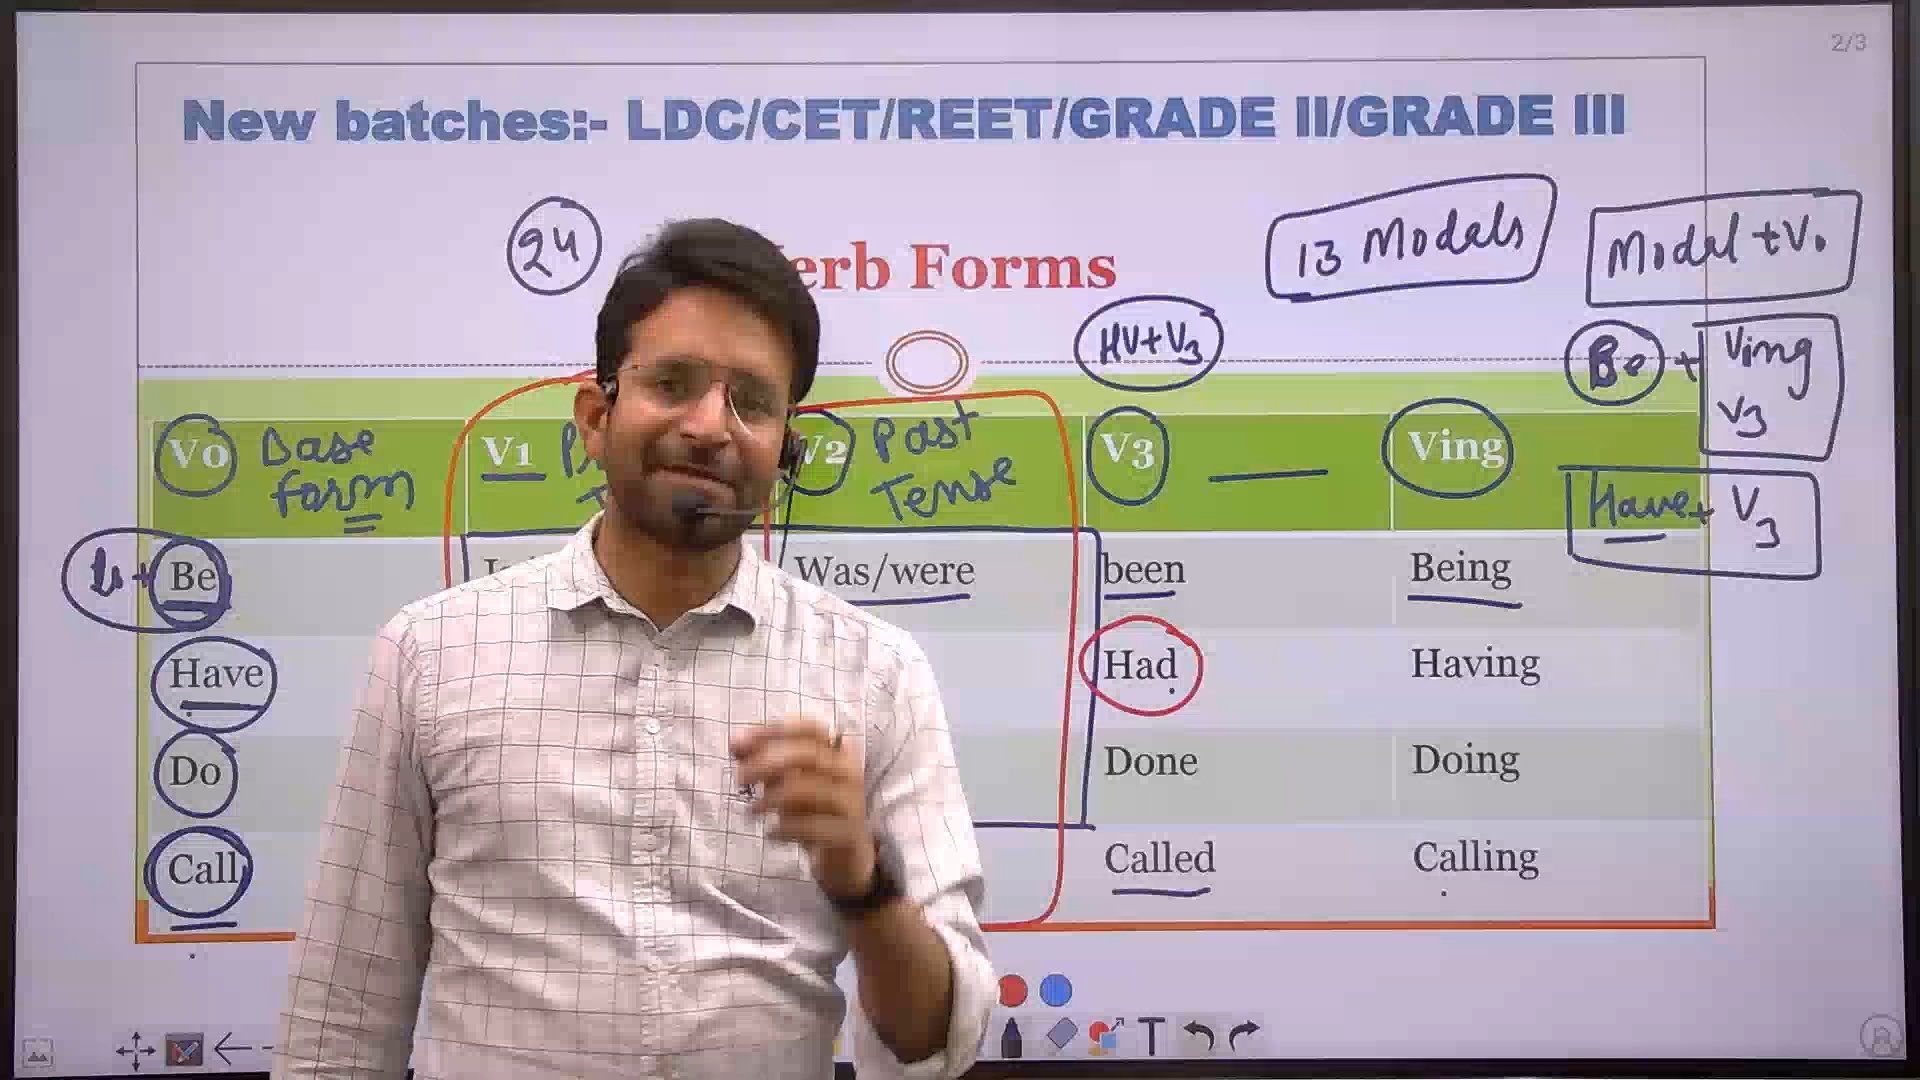 2/3
New batches:- LDC/CET/REET/GRADE II/GRADE III
24
erb Forms
13 Modals
Model + V0
HV+V3
Be + Ving
V3
V0 Base form
V1
V2 Past Tense
V3
Ving
Have + V3
Be
Was/were
been
Being
Have
Had
Having
Do
Done
Doing
Call
Called
Calling
T